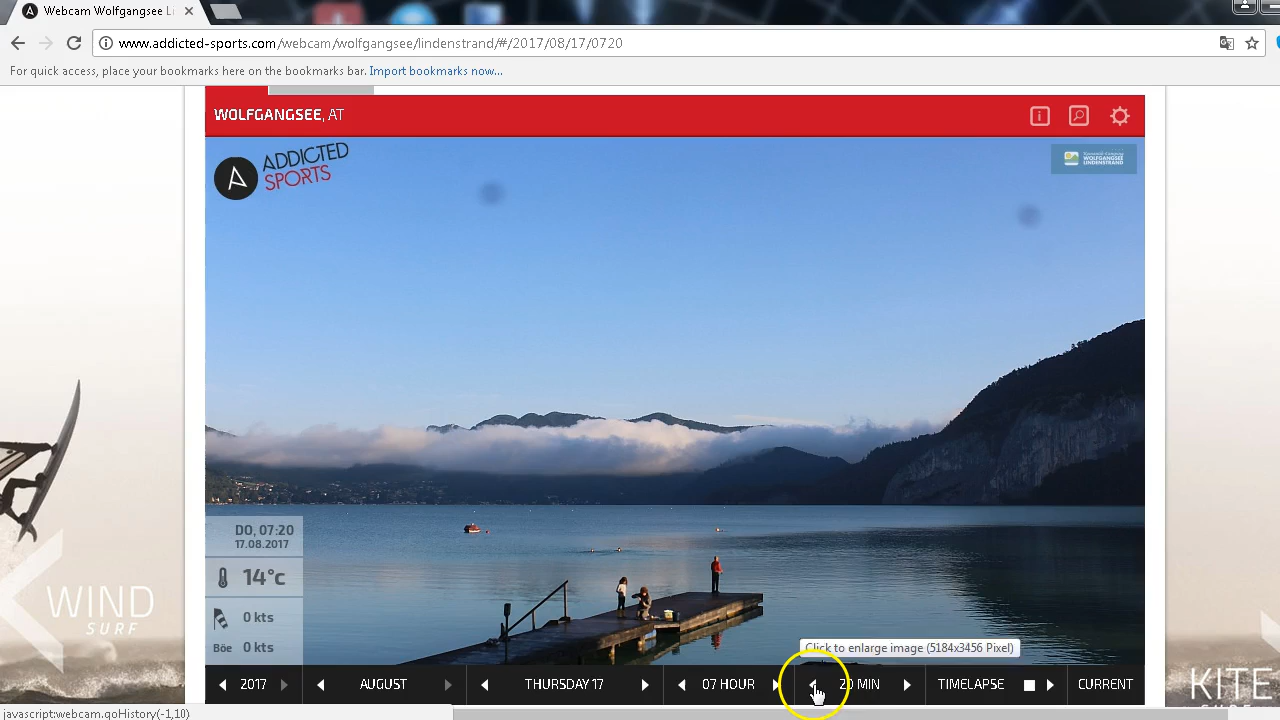 Webcam Wolfgangsee Li
www.addicted-sports.com/webcam/wolfgangsee/lindenstrand/#/2017/08/17/0720
For quick access, place your bookmarks here on the bookmarks bar. Import bookmarks now...
WOLFGANGSEE, AT
ADDICTED
SPORTS
WOLFGANGSEE
LINDENSTRAND
DO, 07:20
17.08.2017
14°c
0 kts
Böe 0 kts
WIND
SURF
Click to enlarge image (5184x3456 Pixel)
2017 AUGUST THURSDAY 17 07 HOUR 20 MIN TIMELAPSE CURRENT
KITE
javascript:webcam.goHistory(-1,10)